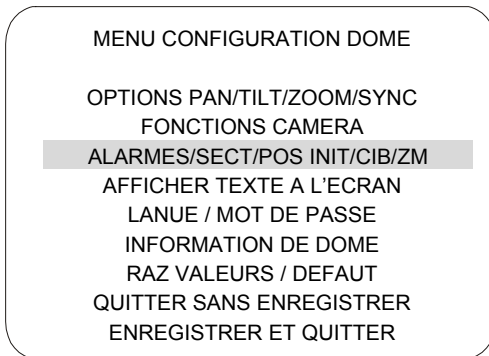 MENU CONFIGURATION DOME
OPTIONS PAN/TILT/ZOOM/SYNC
FONCTIONS CAMERA
ALARMES/SECT/POS INIT/CIB/ZM
AFFICHER TEXTE A L'ECRAN
LANUE / MOT DE PASSE
INFORMATION DE DOME
RAZ VALEURS / DEFAUT
QUITTER SANS ENREGISTRER
ENREGISTRER ET QUITTER